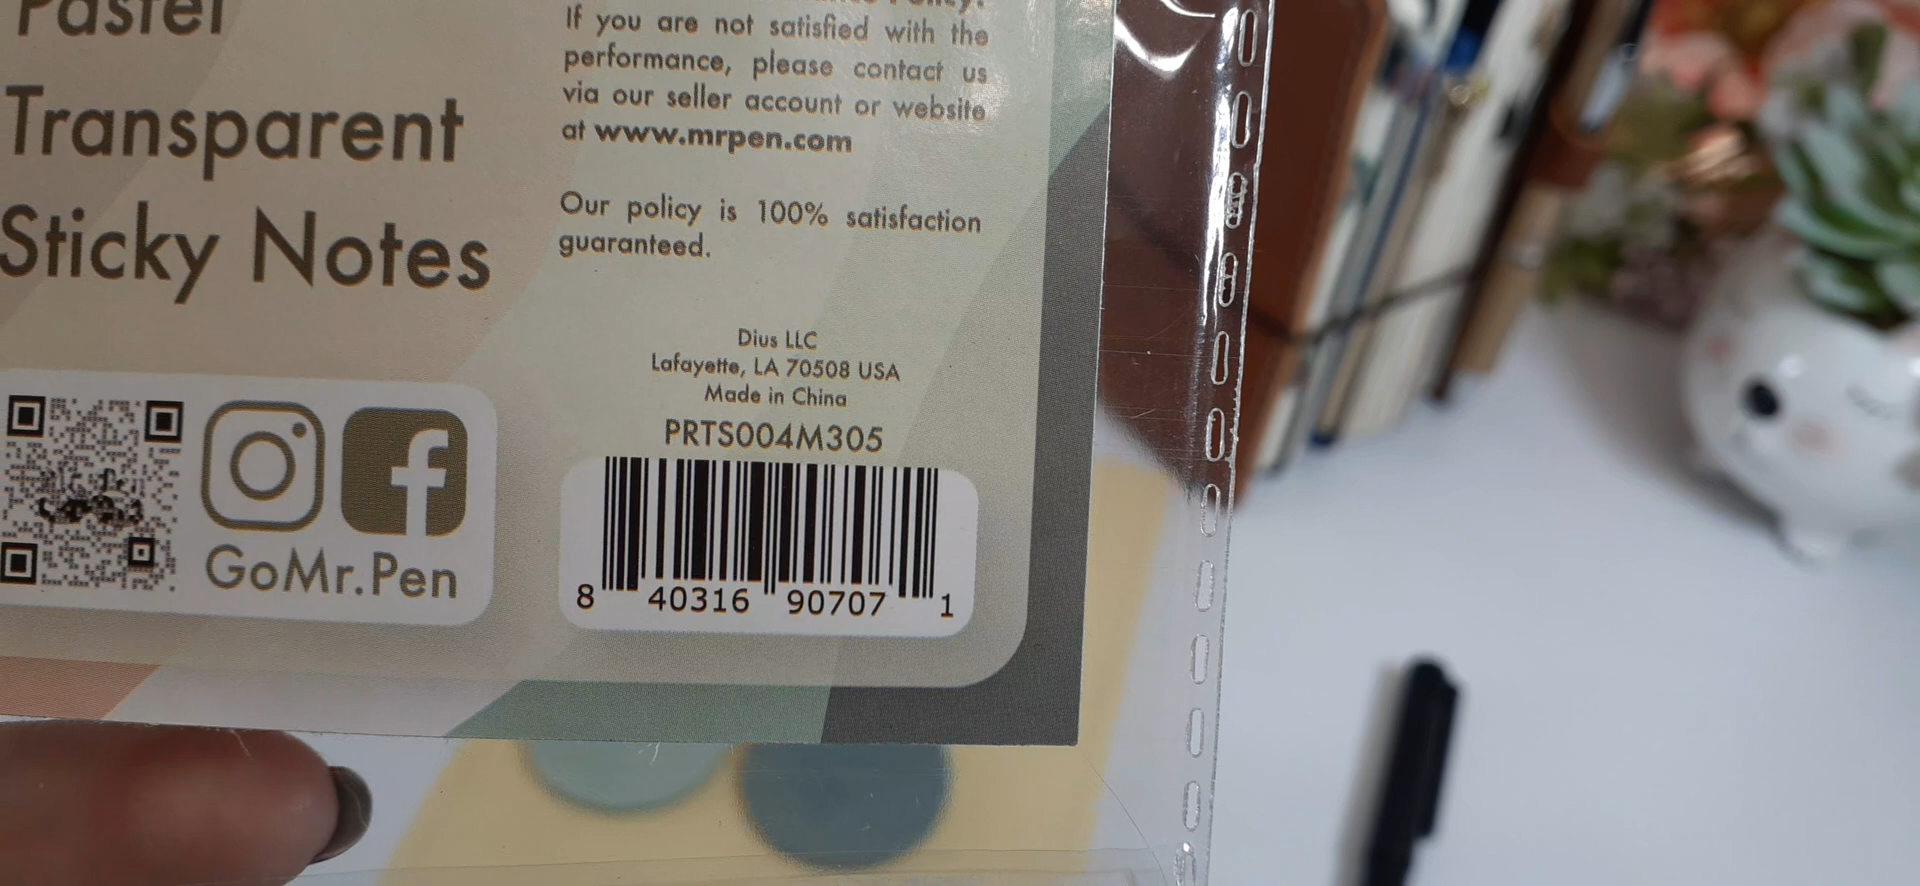 Pastel
Transparent
Sticky Notes
GoMr.Pen
Policy:
If you are not satisfied with the
performance, please contact us
via our seller account or website
at www.mrpen.com
Our policy is 100% satisfaction
guaranteed.
Dius LLC
Lafayette, LA 70508 USA
Made in China
PRTS004M305
8 40316 90707 1